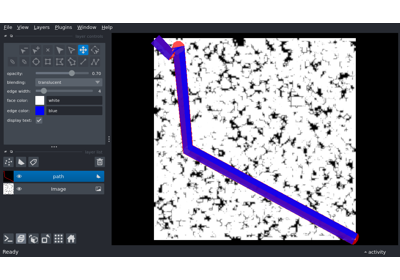 File View Layers Plugins Window Help
opacity: 0.70
blending: translucent
edge width:
face color: white
edge color: blue
display text:
path
Image
Ready
activity